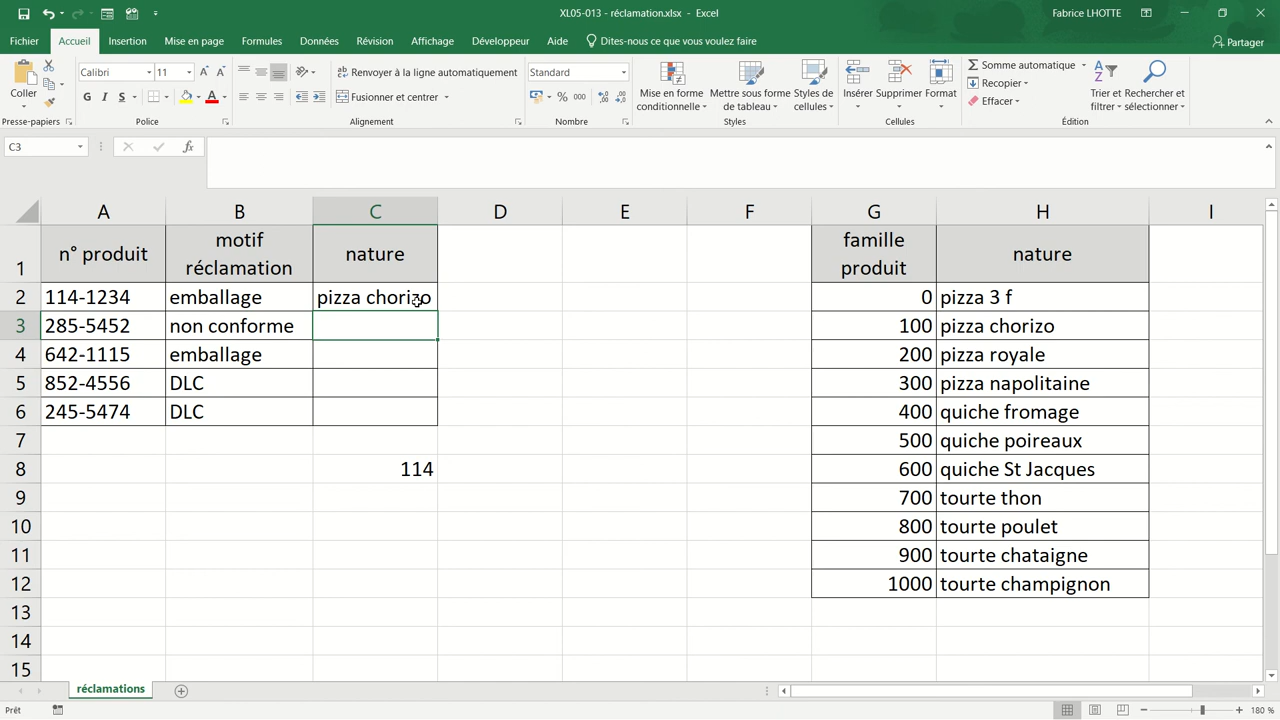 XL05-013 - réclamation.xlsx - Excel
Fabrice LHOTTE
Fichier
Accueil
Insertion
Mise en page
Formules
Données
Révision
Affichage
Développeur
Aide
Dites-nous ce que vous voulez faire
Partager
Coller
Presse-papiers
Calibri
11
G I S
Police
Renvoyer à la ligne automatiquement
Fusionner et centrer
Alignement
Standard
% 000
Nombre
Mise en forme
conditionnelle
Mettre sous forme
de tableau
Styles de
cellules
Styles
Insérer
Supprimer
Format
Cellules
Somme automatique
Recopier
Effacer
Trier et
filtrer
Rechercher et
sélectionner
Édition
C3
fx
A B C D E F G H I
1 n° produit motif
réclamation nature famille
produit nature
2 114-1234 emballage pizza chorizo 0 pizza 3 f
3 285-5452 non conforme 100 pizza chorizo
4 642-1115 emballage 200 pizza royale
5 852-4556 DLC 300 pizza napolitaine
6 245-5474 DLC 400 quiche fromage
7 500 quiche poireaux
8 114 600 quiche St Jacques
9 700 tourte thon
10 800 tourte poulet
11 900 tourte chataigne
12 1000 tourte champignon
13
14
15
réclamations
Prêt
180 %